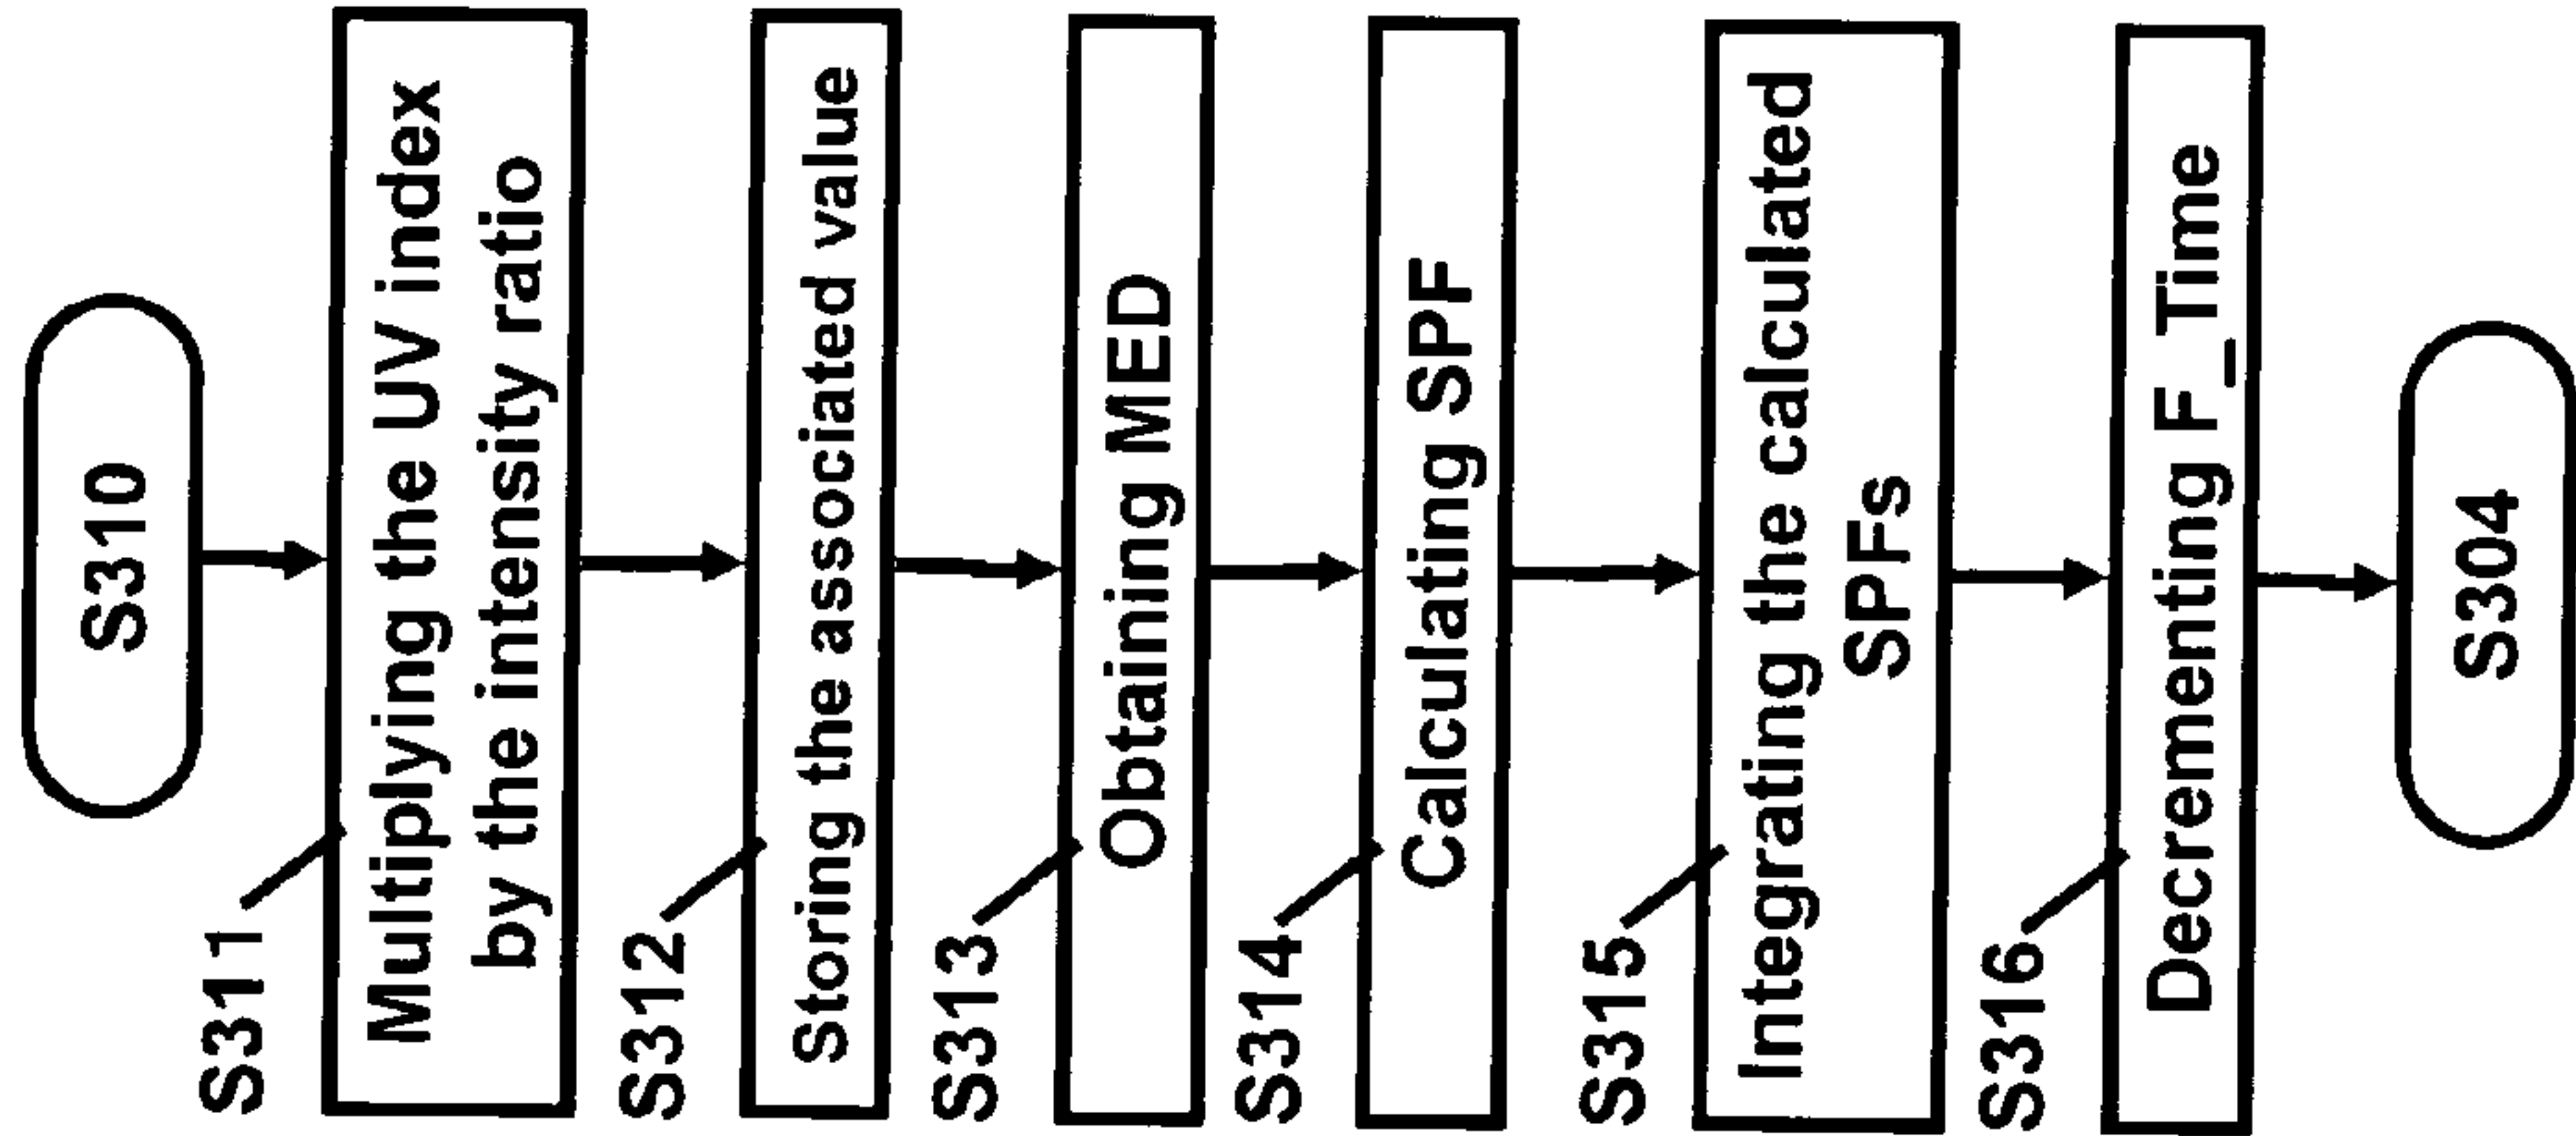 S310
S311
Multiplying the UV index
by the intensity ratio
S312
Storing the associated value
S313
Obtaining MED
S314
Calculating SPF
S315
Integrating the calculated
SPFs
S316
Decrementing F_Time
S304